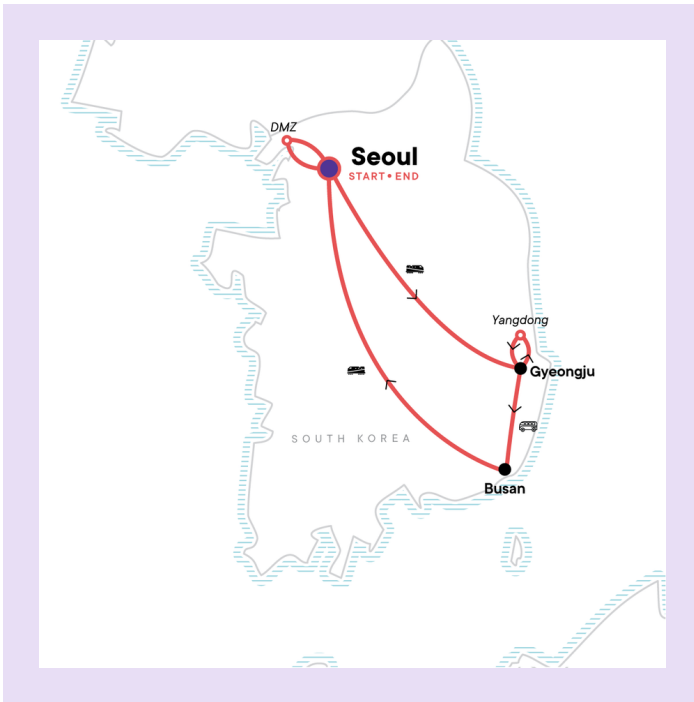 DMZ
Seoul
START•END
Yangdong
Gyeongju
SOUTH KOREA
Busan